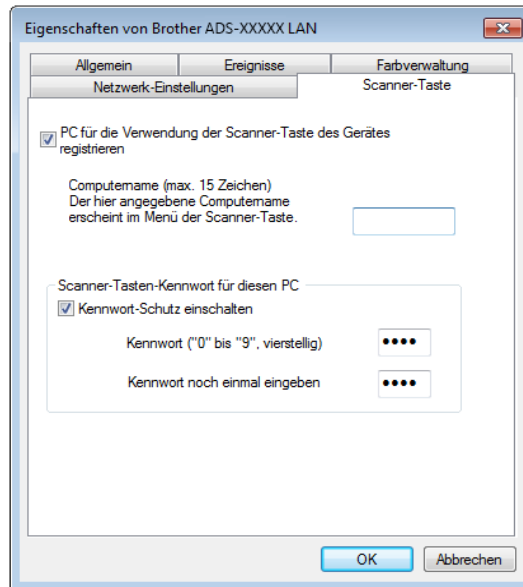 Eigenschaften von Brother ADS-XXXXX LAN
Allgemein
Ereignisse
Farbverwaltung
Netzwerk-Einstellungen
Scanner-Taste
PC für die Verwendung der Scanner-Taste des Gerätes
registrieren
Computername (max. 15 Zeichen)
Der hier angegebene Computername
erscheint im Menü der Scanner-Taste.
Scanner-Tasten-Kennwort für diesen PC
Kennwort-Schutz einschalten
Kennwort ("0" bis "9", vierstellig)
••••
Kennwort noch einmal eingeben
••••
OK
Abbrechen